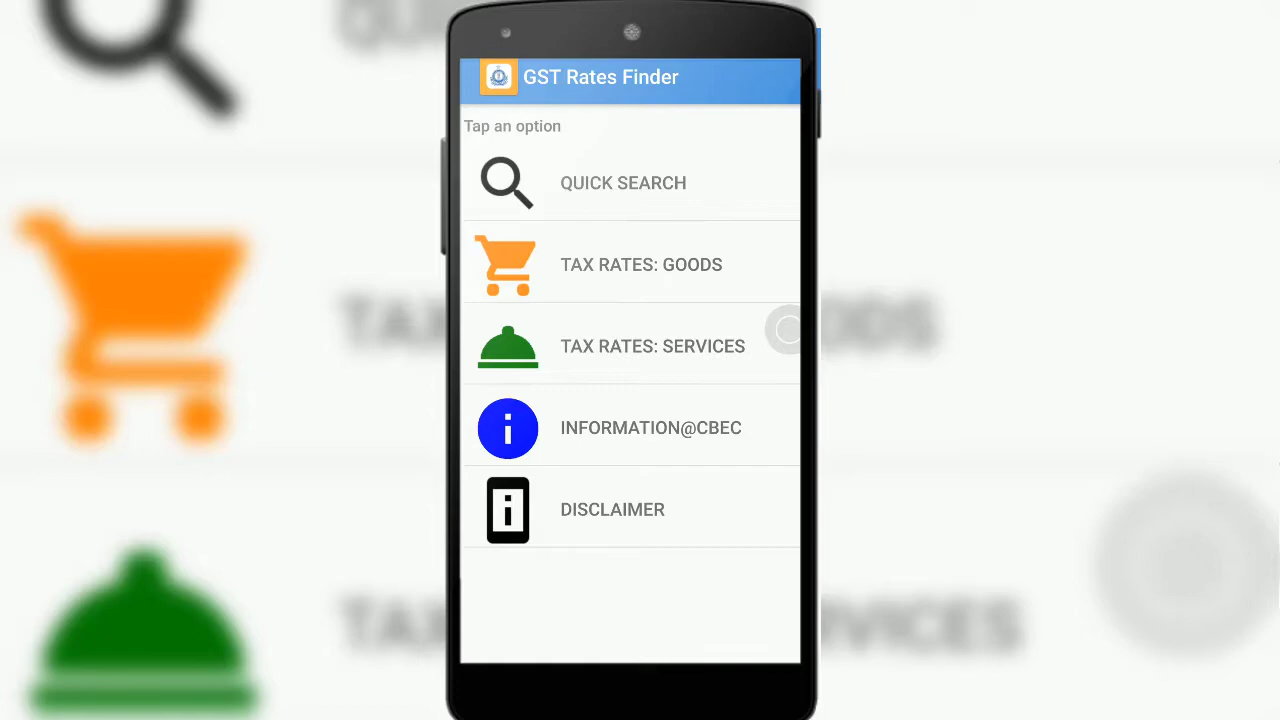 GST Rates Finder
Tap an option
QUICK SEARCH
TAX RATES: GOODS
TAX RATES: SERVICES
INFORMATION@CBEC
DISCLAIMER